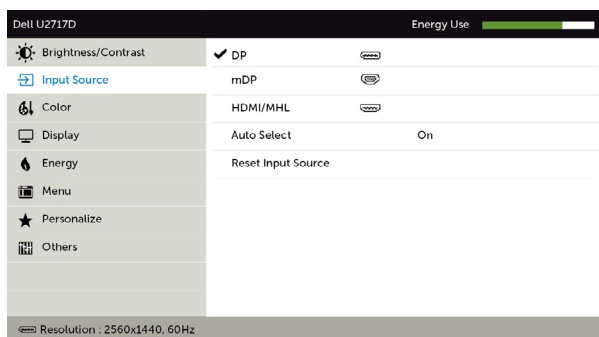 Dell U2717D Energy Use
Brightness/Contrast
Input Source
Color
Display
Energy
Menu
Personalize
Others
DP
mDP
HDMI/MHL
Auto Select On
Reset Input Source
Resolution : 2560x1440, 60Hz